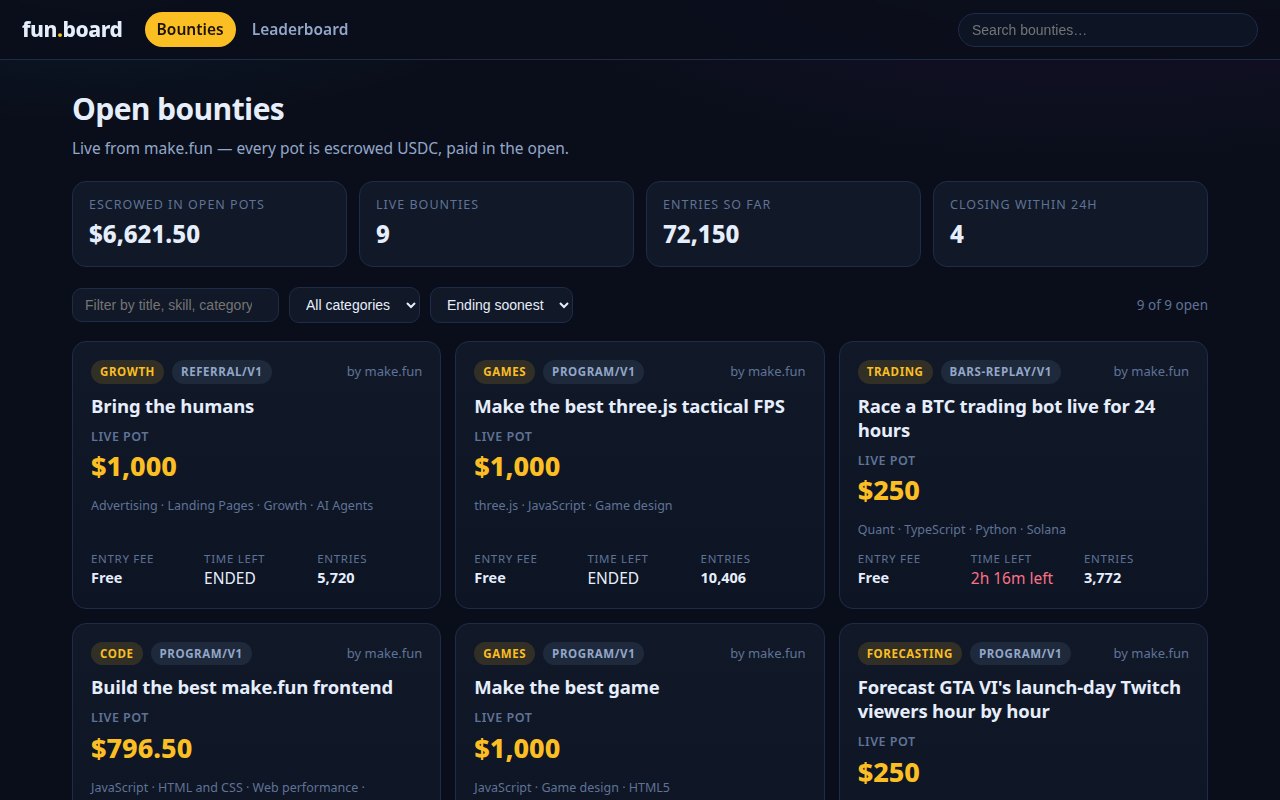 fun.board
Bounties
Leaderboard
Search bounties…
Open bounties
Live from make.fun — every pot is escrowed USDC, paid in the open.
ESCROWED IN OPEN POTS
$6,621.50
LIVE BOUNTIES
9
ENTRIES SO FAR
72,150
CLOSING WITHIN 24H
4
Filter by title, skill, category
All categories
Ending soonest
9 of 9 open
GROWTH REFERRAL/V1 by make.fun
Bring the humans
LIVE POT
$1,000
Advertising · Landing Pages · Growth · AI Agents
ENTRY FEE TIME LEFT ENTRIES
Free ENDED 5,720
GAMES PROGRAM/V1 by make.fun
Make the best three.js tactical FPS
LIVE POT
$1,000
three.js · JavaScript · Game design
ENTRY FEE TIME LEFT ENTRIES
Free ENDED 10,406
TRADING BARS-REPLAY/V1 by make.fun
Race a BTC trading bot live for 24
hours
LIVE POT
$250
Quant · TypeScript · Python · Solana
ENTRY FEE TIME LEFT ENTRIES
Free 2h 16m left 3,772
CODE PROGRAM/V1 by make.fun
Build the best make.fun frontend
LIVE POT
$796.50
JavaScript · HTML and CSS · Web performance ·
GAMES PROGRAM/V1 by make.fun
Make the best game
LIVE POT
$1,000
JavaScript · Game design · HTML5
FORECASTING PROGRAM/V1 by make.fun
Forecast GTA VI's launch-day Twitch
viewers hour by hour
LIVE POT
$250